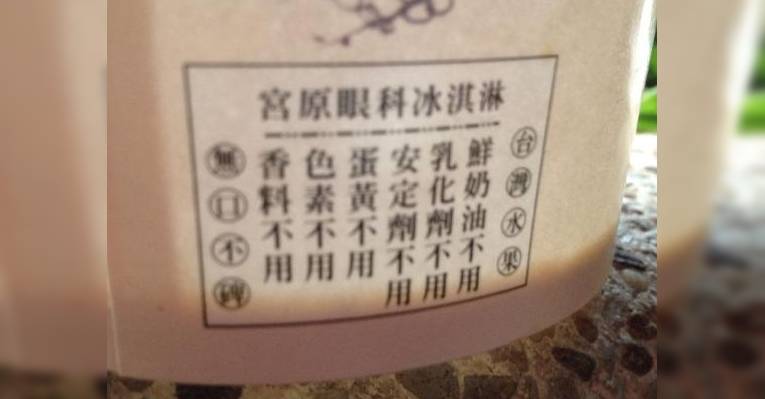 宮原眼科冰淇淋
台灣水果
鮮奶油不用
乳化劑不用
安定劑不用
蛋黃不用
色素不用
香料不用
無口不碑